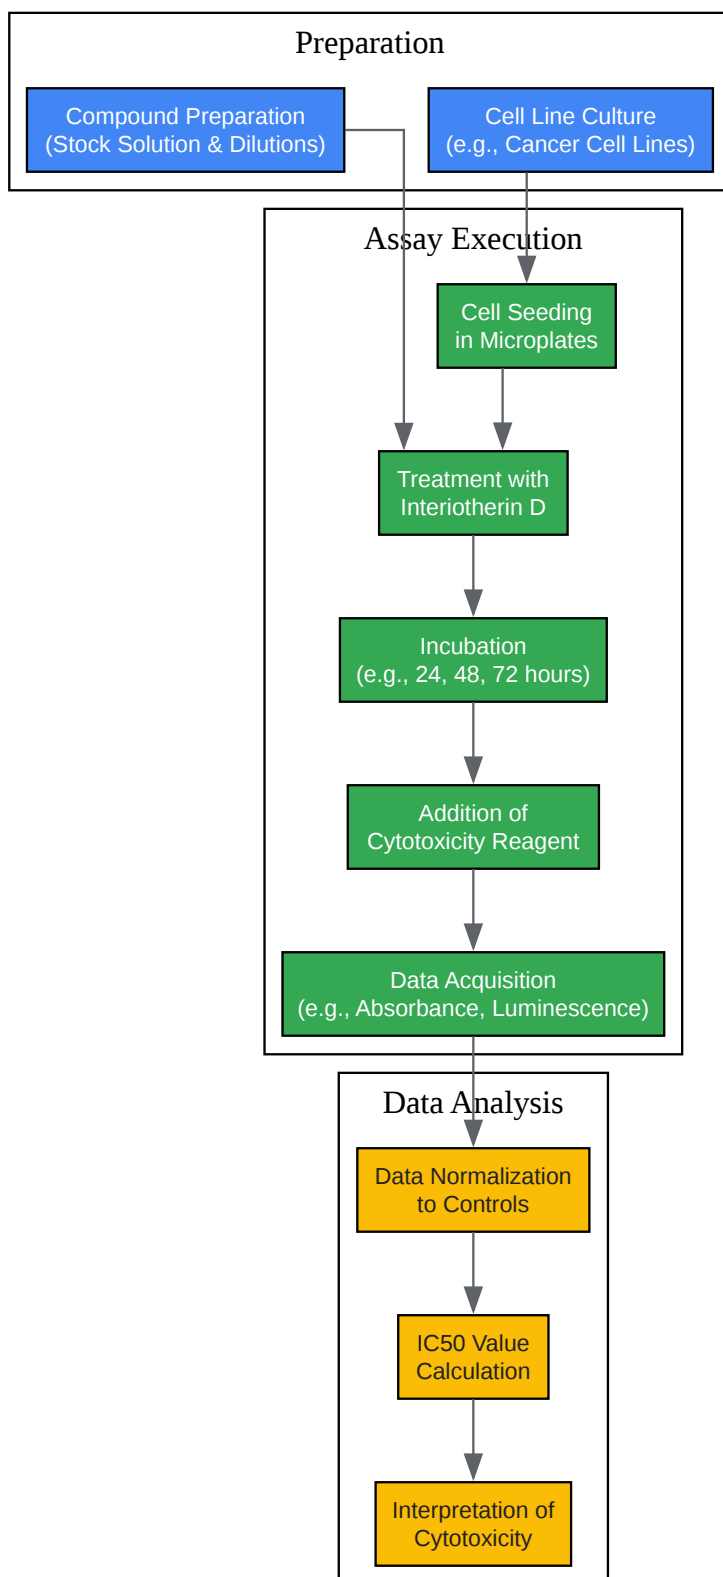 Preparation
Compound Preparation
(Stock Solution & Dilutions)
Cell Line Culture
(e.g., Cancer Cell Lines)
Assay Execution
Cell Seeding
in Microplates
Treatment with
Interiotherin D
Incubation
(e.g., 24, 48, 72 hours)
Addition of
Cytotoxicity Reagent
Data Acquisition
(e.g., Absorbance, Luminescence)
Data Analysis
Data Normalization
to Controls
IC50 Value
Calculation
Interpretation of
Cytotoxicity